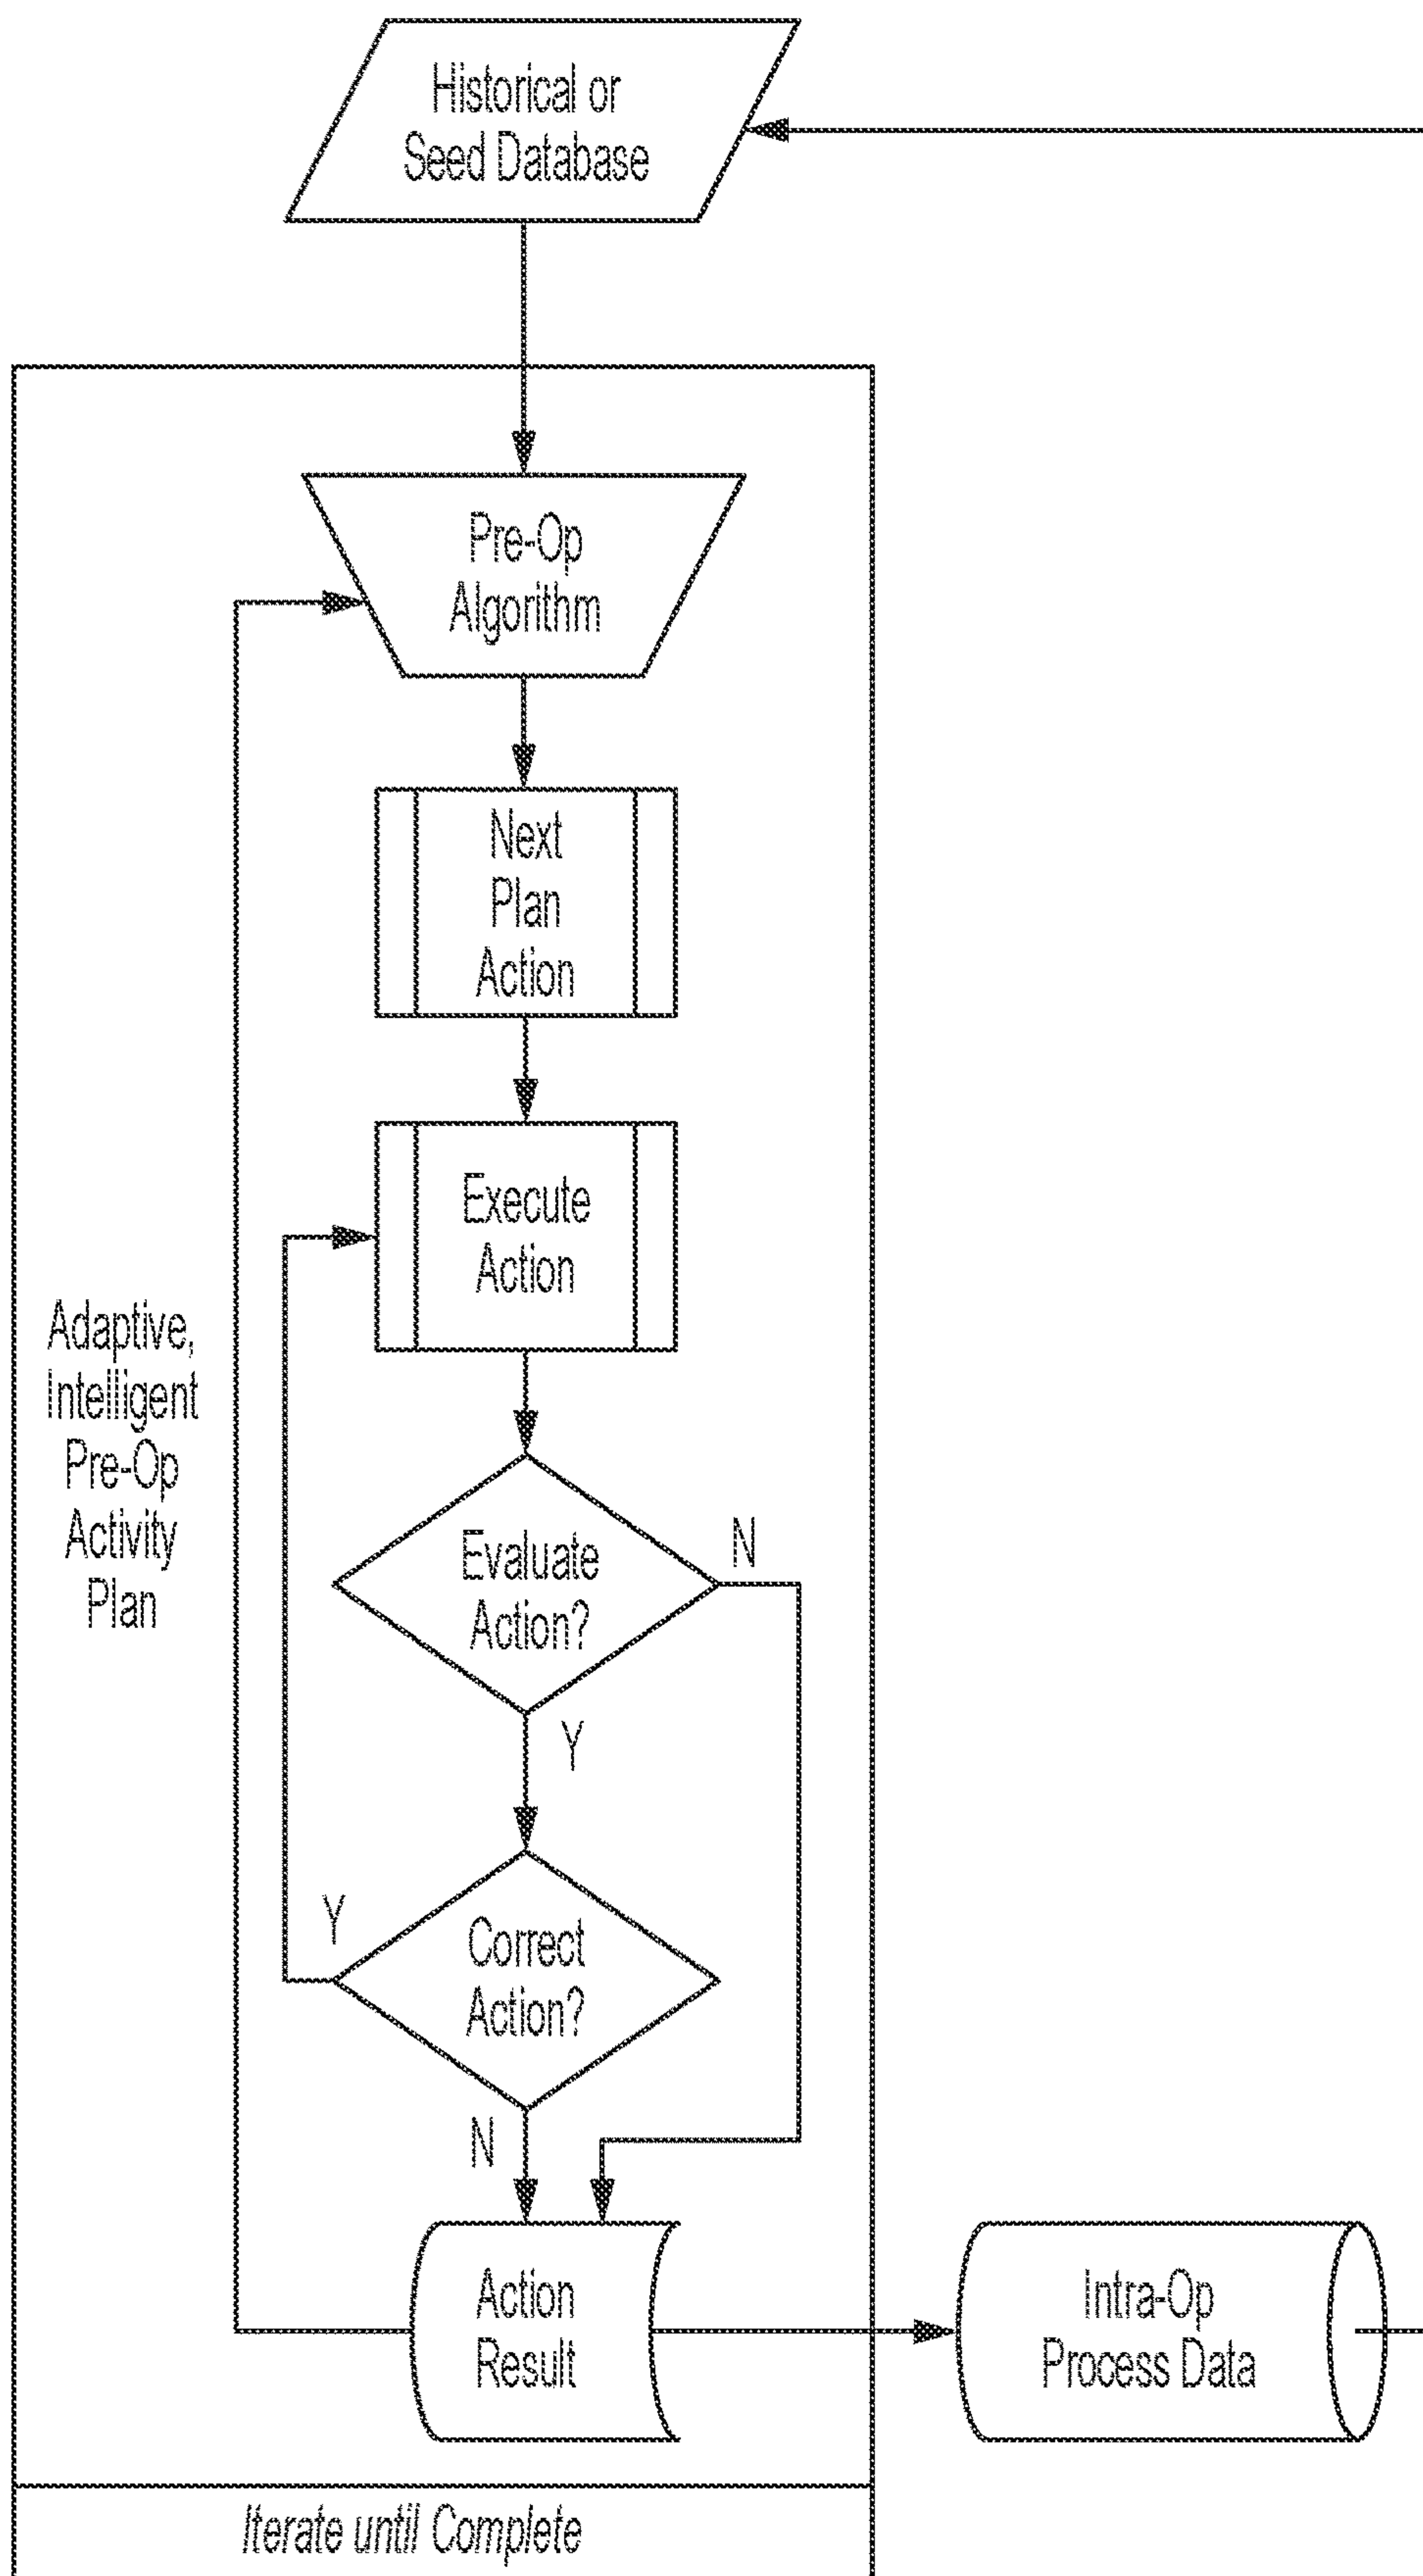 Historical or
Seed Database
Pre-Op
Algorithm
Next
Plan
Action
Execute
Action
Adaptive,
Intelligent
Pre-Op
Activity
Plan
Evaluate
Action?
N
Y
Correct
Action?
Y
N
Action
Result
Intra-Op
Process Data
Iterate until Complete